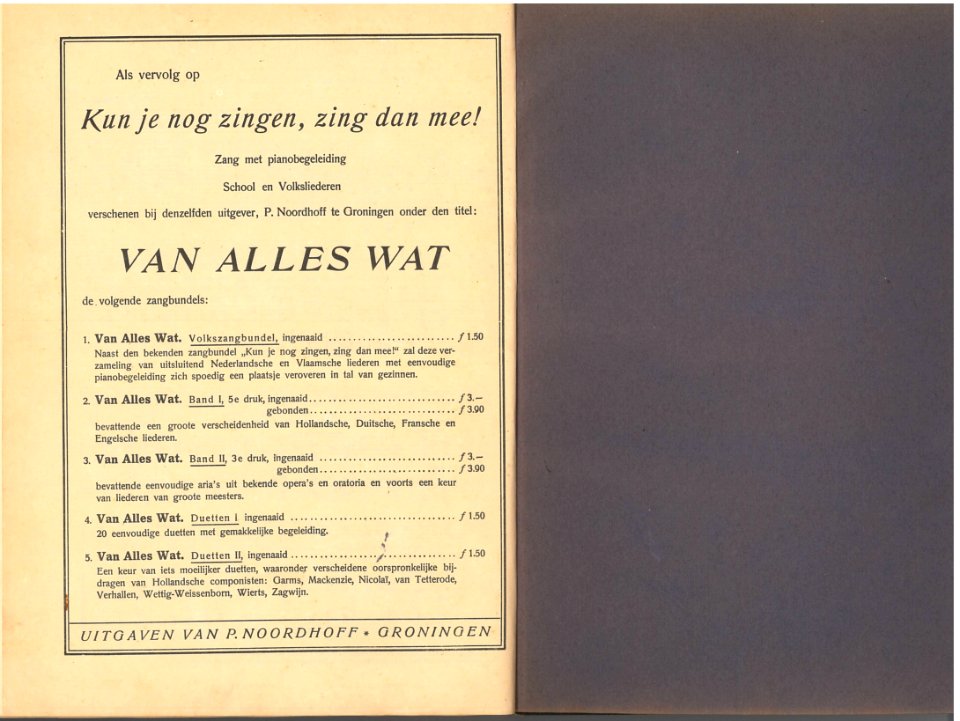 Als vervolg op
Kun je nog zingen, zing dan mee!
Zang met pianobegeleiding
School en Volksliederen
verschenen bij denzelfden uitgever, P. Noordhoff te Groningen onder den titel:
VAN ALLES WAT
de volgende zangbundels:
1. Van Alles Wat. Volkszangbundel, ingenaaid .......................... f 1.50
Naast den bekenden zangbundel „Kun je nog zingen, zing dan mee!" zal deze ver-
zameling van uitsluitend Nederlandsche en Vlaamsche liederen met eenvoudige
pianobegeleiding zich spoedig een plaatsje veroveren in tal van gezinnen.
2. Van Alles Wat. Band I, 5e druk, ingenaaid .............................. f 3.—
gebonden .............................. f 3.90
bevattende een groote verscheidenheid van Hollandsche, Duitsche, Fransche en
Engelsche liederen.
3. Van Alles Wat. Band II, 3e druk, ingenaaid ............................ f 3.—
gebonden ............................ f 3.90
bevattende eenvoudige aria's uit bekende opera's en oratoria en voorts een keur
van liederen van groote meesters.
4. Van Alles Wat. Duetten I ingenaaid .................................. f 1.50
20 eenvoudige duetten met gemakkelijke begeleiding.
5. Van Alles Wat. Duetten II, ingenaaid .................................. f 1.50
Een keur van iets moeilijker duetten, waaronder verscheidene oorspronkelijke bij-
dragen van Hollandsche componisten: Garms, Mackenzie, Nicolaï, van Tetterode,
Verhallen, Wettig-Weissenborn, Wierts, Zagwijn.
UITGAVEN VAN P. NOORDHOFF * GRONINGEN